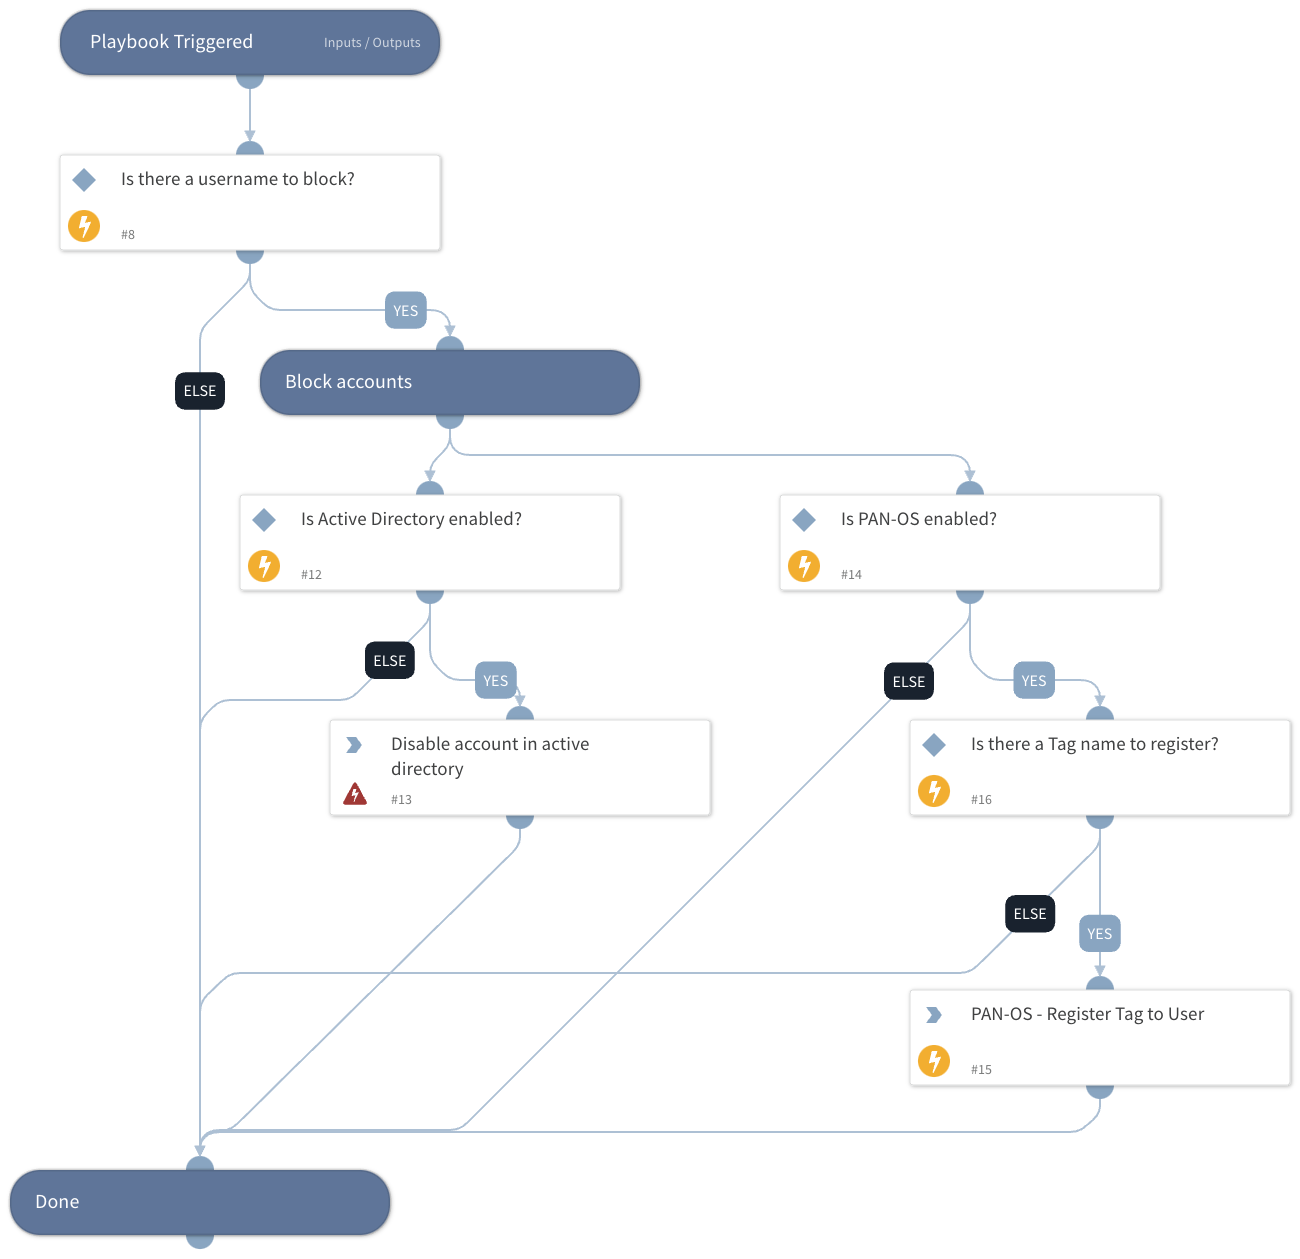 Playbook Triggered
Inputs / Outputs
Is there a username to block?
#8
YES
ELSE
Block accounts
Is Active Directory enabled?
#12
Is PAN-OS enabled?
#14
ELSE
YES
ELSE
YES
Disable account in active
directory
#13
Is there a Tag name to register?
#16
ELSE
YES
PAN-OS - Register Tag to User
#15
Done